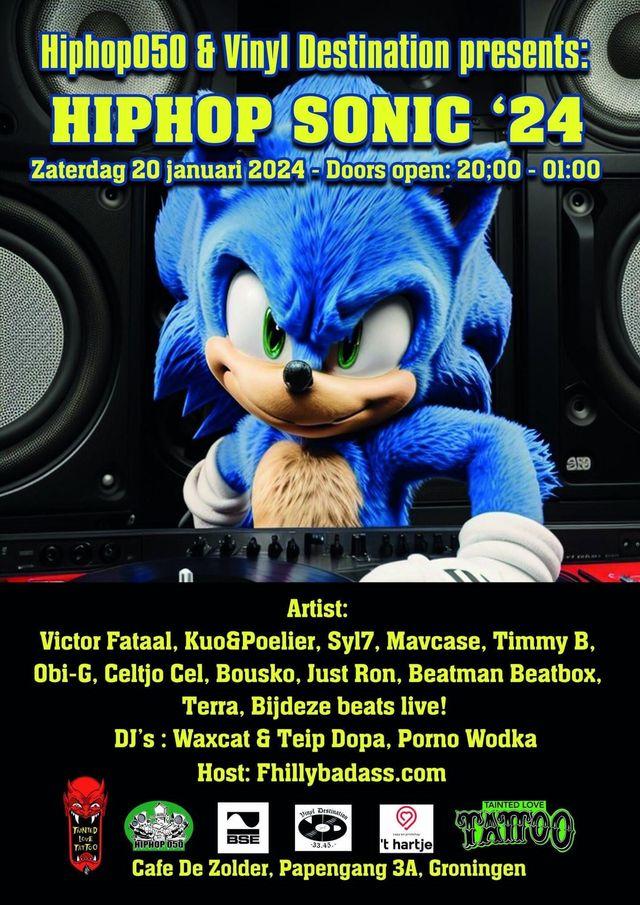 Hiphop050 & Vinyl Destination presents:
HIPHOP SONIC ‘24
Zaterdag 20 januari 2024 - Doors open: 20;00 - 01:00
Artist:
Victor Fataal, Kuo&Poelier, Syl7, Mavcase, Timmy B,
Obi-G, Celtjo Cel, Bousko, Just Ron, Beatman Beatbox,
Terra, Bijdeze beats live!
DJ's : Waxcat & Teip Dopa, Porno Wodka
Host: Fhillybadass.com
TAINTED
LOVE
TATTOO
HIPHOP 050
BSE
Vinyl Destination
-33.45.-
't hartje
TAINTED LOVE
TATTOO
Cafe De Zolder, Papengang 3A, Groningen